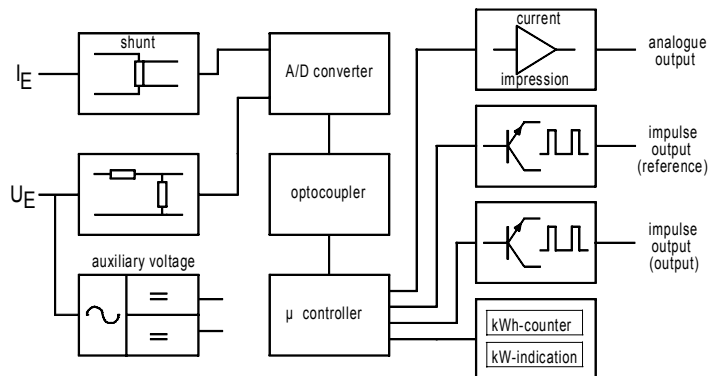 shunt
I_E
A/D converter
current
impression
analogue
output
impulse
output
(reference)
U_E
optocoupler
impulse
output
(output)
auxiliary voltage
µ controller
kWh-counter
kW-indication